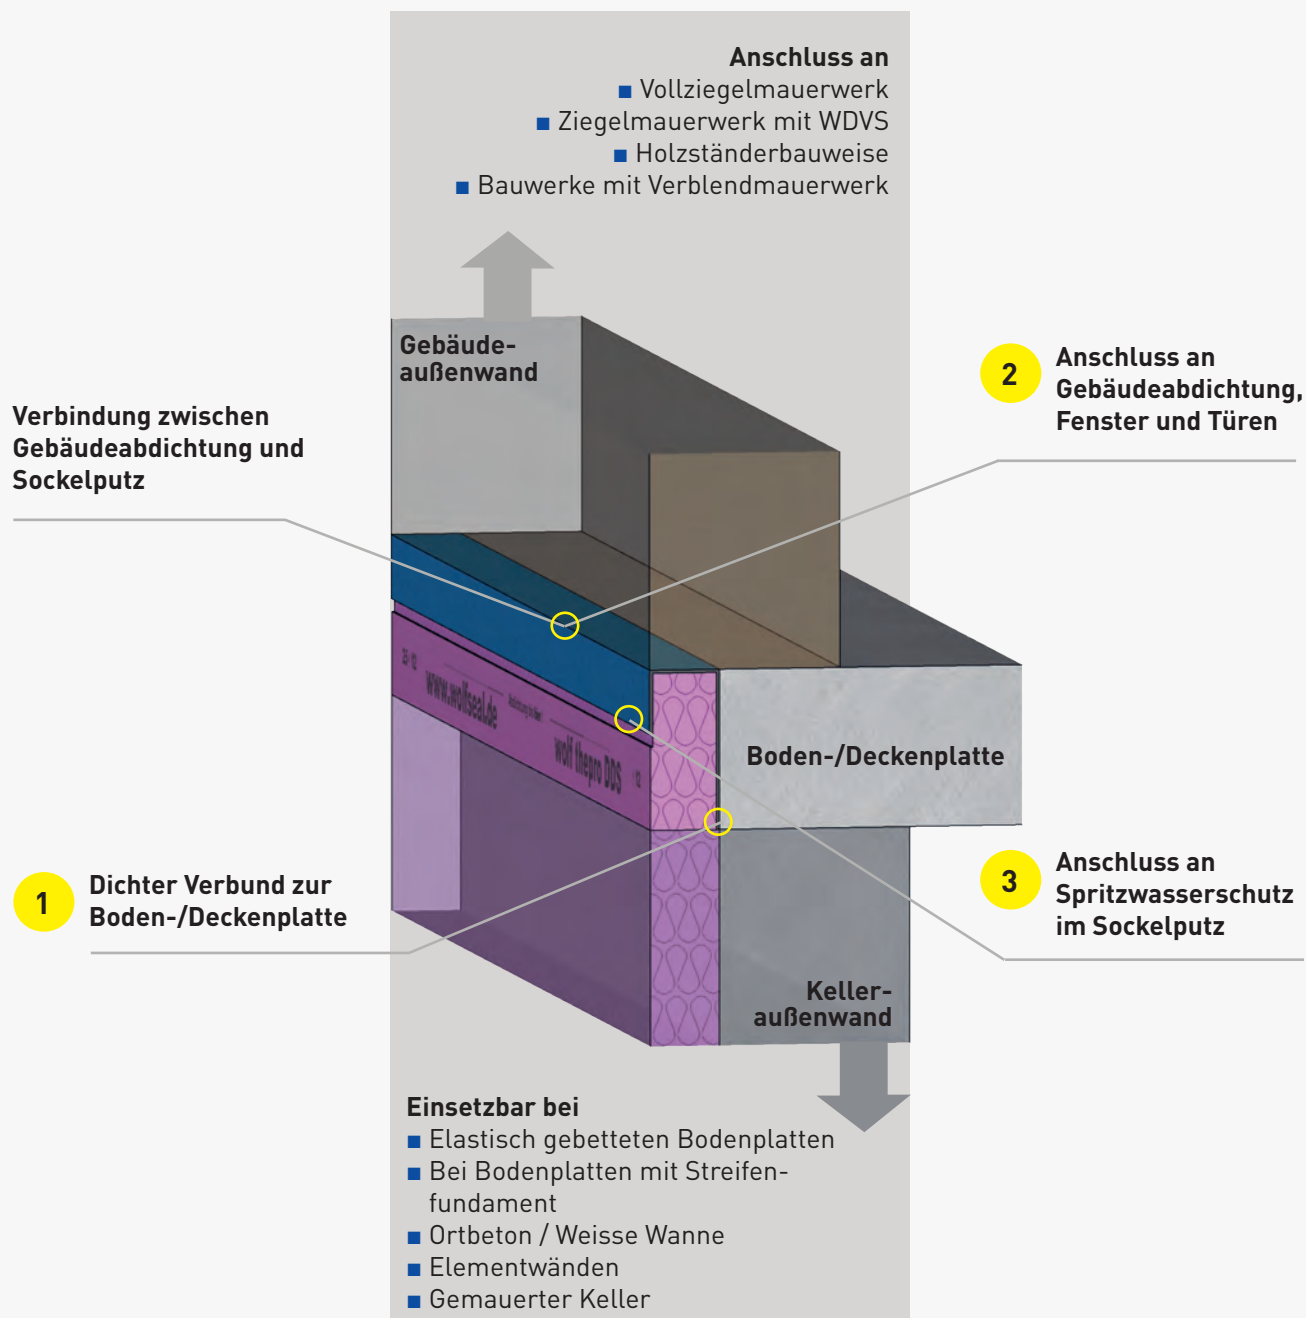 Anschluss an
■ Vollziegelmauerwerk
■ Ziegelmauerwerk mit WDVS
■ Holzständerbauweise
■ Bauwerke mit Verblendmauerwerk
Gebäude-
außenwand
Verbindung zwischen
Gebäudeabdichtung und
Sockelputz
2
Anschluss an
Gebäudeabdichtung,
Fenster und Türen
www.wolfseal.de
wolf thepro DDS
Boden-/Deckenplatte
1
Dichter Verbund zur
Boden-/Deckenplatte
3
Anschluss an
Spritzwasserschutz
im Sockelputz
Keller-
außenwand
Einsetzbar bei
■ Elastisch gebetteten Bodenplatten
■ Bei Bodenplatten mit Streifen-
fundament
■ Ortbeton / Weisse Wanne
■ Elementwänden
■ Gemauerter Keller